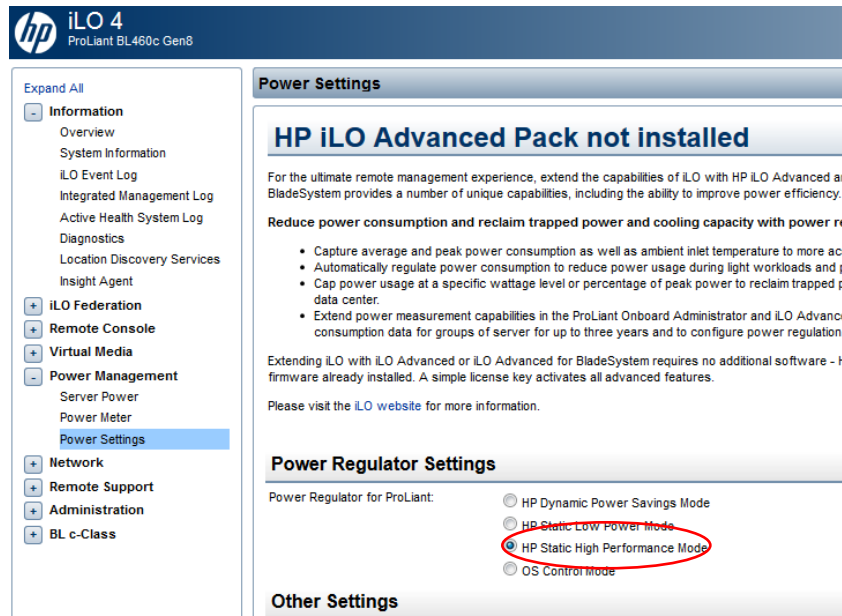 hp
iLO 4
ProLiant BL460c Gen8
Expand All
- Information
Overview
System Information
iLO Event Log
Integrated Management Log
Active Health System Log
Diagnostics
Location Discovery Services
Insight Agent
+ iLO Federation
+ Remote Console
+ Virtual Media
- Power Management
Server Power
Power Meter
Power Settings
+ Network
+ Remote Support
+ Administration
+ BL c-Class
Power Settings
HP iLO Advanced Pack not installed
For the ultimate remote management experience, extend the capabilities of iLO with HP iLO Advanced
BladeSystem provides a number of unique capabilities, including the ability to improve power efficiency.
Reduce power consumption and reclaim trapped power and cooling capacity with power
• Capture average and peak power consumption as well as ambient inlet temperature to more
• Automatically regulate power consumption to reduce power usage during light workloads and
• Cap power usage at a specific wattage level or percentage of peak power to reclaim trapped
data center.
• Extend power measurement capabilities in the ProLiant Onboard Administrator and iLO
consumption data for groups of server for up to three years and to configure power regulation
Extending iLO with iLO Advanced or iLO Advanced for BladeSystem requires no additional software -
firmware already installed. A simple license key activates all advanced features.
Please visit the iLO website for more information.
Power Regulator Settings
Power Regulator for ProLiant:
HP Dynamic Power Savings Mode
HP Static Low Power Mode
HP Static High Performance Mode
OS Control Mode
Other Settings